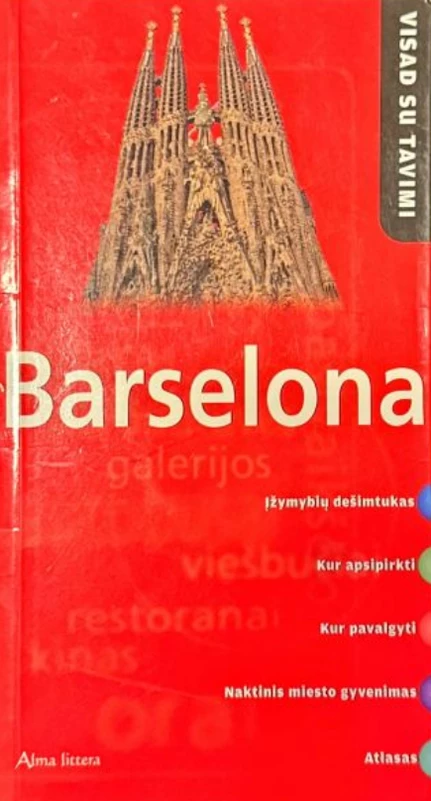 VISAD SU TAVIMI
Barselona
galerijos
Įžymybių dešimtukas
Kur apsipirkti
restoranai
Kur pavalgyti
kinas
Naktinis miesto gyvenimas
Alma littera
Atlasas